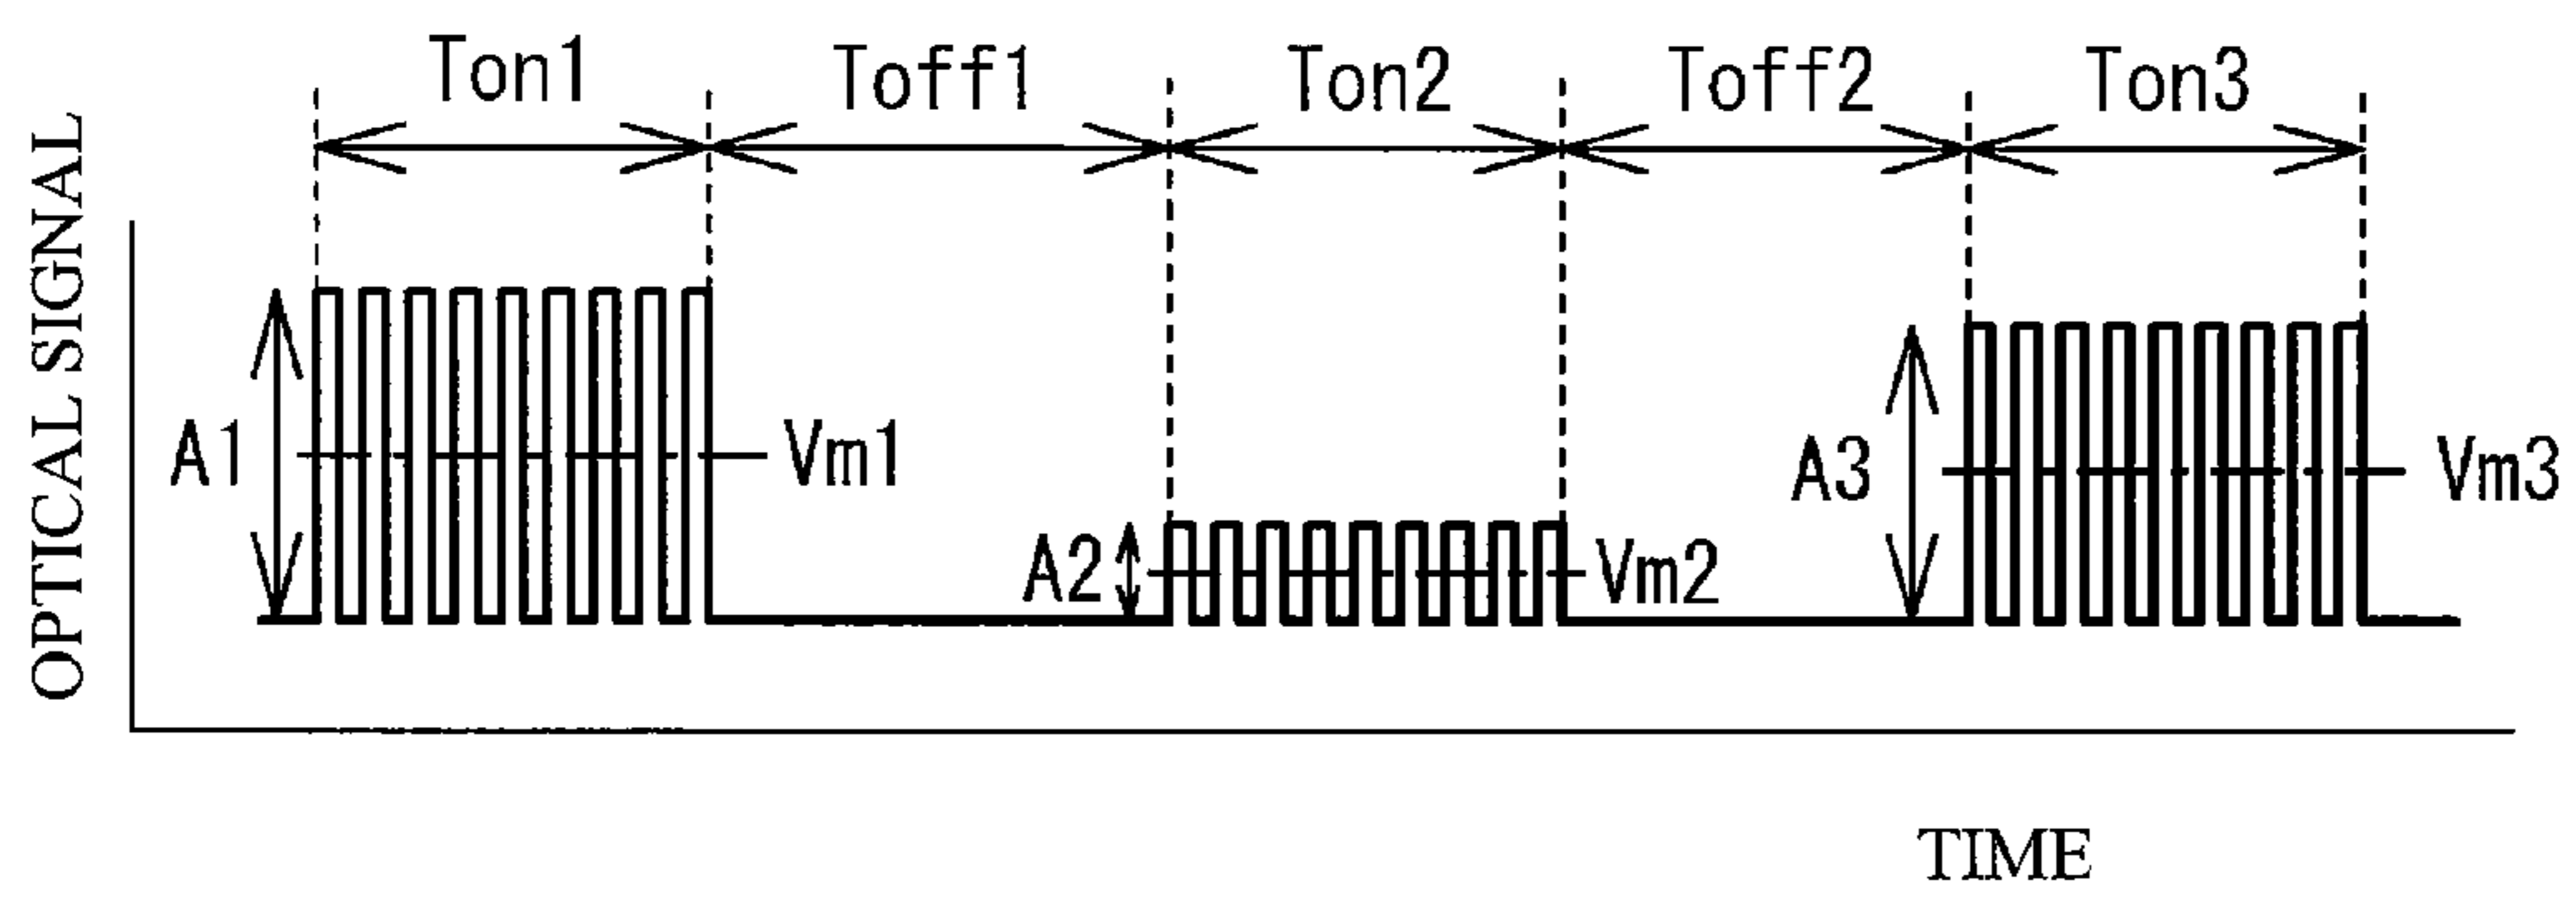 Ton1 Toff1 Ton2 Toff2 Ton3
OPTICAL SIGNAL
A1 Vm1 A2 Vm2 A3 Vm3
TIME